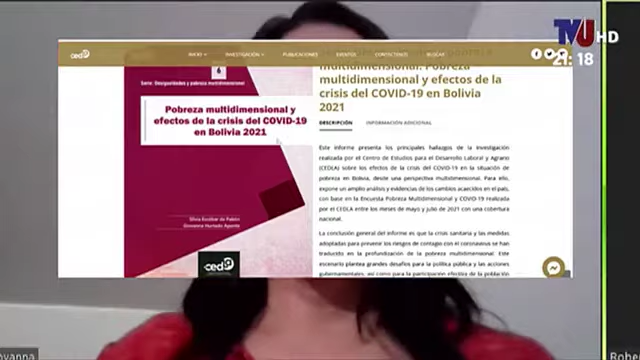 TVU HD
21:18
ced
INICIO
INVESTIGACIÓN
PUBLICACIONES
EVENTOS
CONTÁCTENOS
BUSCAR
6
Serie: Desigualdades y pobreza multidimensional
Pobreza multidimensional y
efectos de la crisis del COVID-19
en Bolivia 2021
Silvia Escóbar de Pabón
Giovanna Hurtado Aponte
ced
multidimensional. Pobreza
multidimensional y efectos de la
crisis del COVID-19 en Bolivia
2021
DESCRIPCIÓN
INFORMACIÓN ADICIONAL
Este informe presenta los principales hallazgos de la investigación
realizada por el Centro de Estudios para el Desarrollo Laboral y Agrario
(CEDLA) sobre los efectos de la crisis del COVID-19 en la situación de
pobreza en Bolivia, desde una perspectiva multidimensional. Para ello,
expone un amplio análisis y evidencias de los cambios acaecidos en el país,
con base en la Encuesta Pobreza Multidimensional y COVID-19 realizada
por el CEDLA entre los meses de mayo y julio de 2021 con una cobertura
nacional.
La conclusión general del informe es que la crisis sanitaria y las medidas
adoptadas para prevenir los riesgos de contagio con el coronavirus se han
traducido en la profundización de la pobreza multidimensional. Este
escenario plantea grandes desafíos para la política pública y las acciones
gubernamentales, así como para la participación efectiva de la población
ovanna
Robe